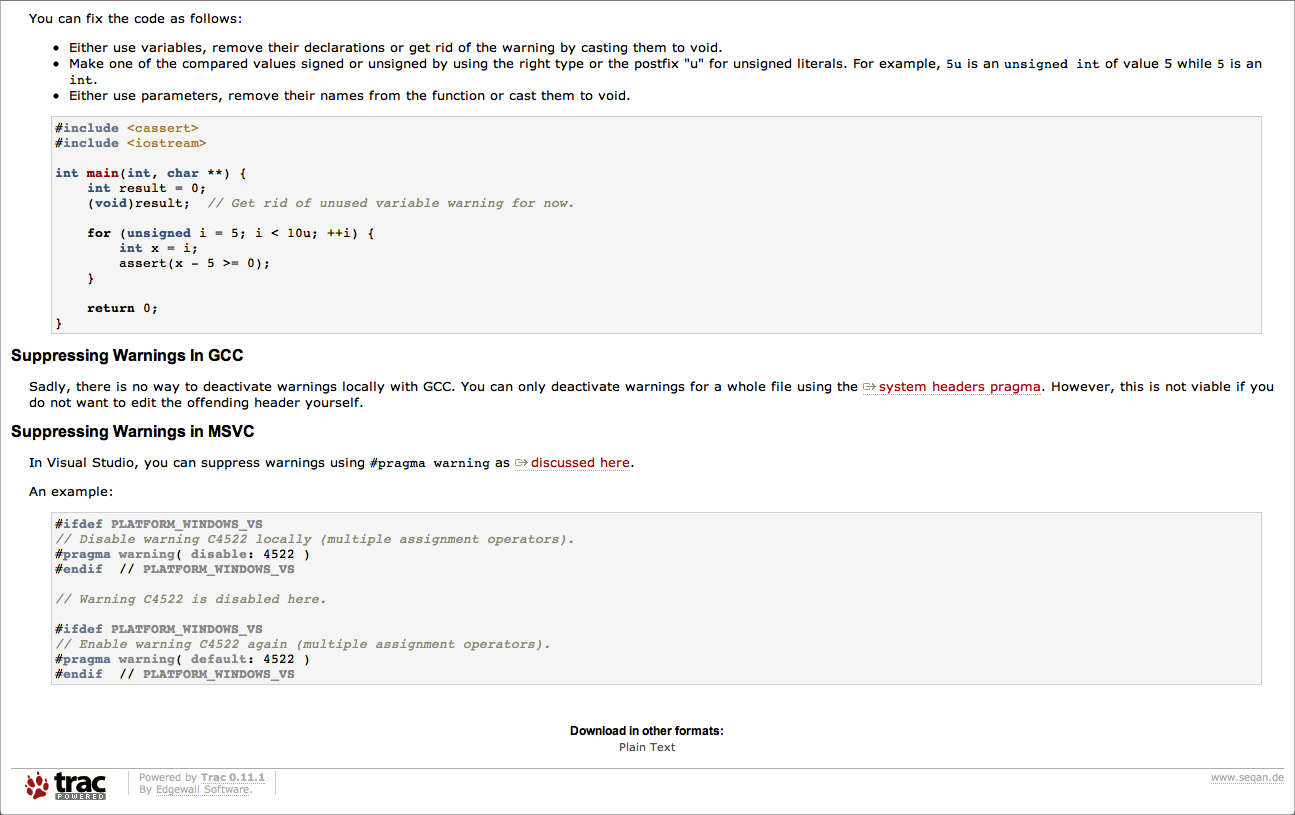 You can fix the code as follows:
• Either use variables, remove their declarations or get rid of the warning by casting them to void.
• Make one of the compared values signed or unsigned by using the right type or the postfix "u" for unsigned literals. For example, 5u is an unsigned int of value 5 while 5 is an
int.
• Either use parameters, remove their names from the function or cast them to void.
#include <cassert>
#include <iostream>
int main(int, char **) {
    int result = 0;
    (void)result;  // Get rid of unused variable warning for now.
    for (unsigned i = 5; i < 10u; ++i) {
        int x = i;
        assert(x - 5 >= 0);
    }
    return 0;
}
Suppressing Warnings In GCC
Sadly, there is no way to deactivate warnings locally with GCC. You can only deactivate warnings for a whole file using the system headers pragma. However, this is not viable if you
do not want to edit the offending header yourself.
Suppressing Warnings in MSVC
In Visual Studio, you can suppress warnings using #pragma warning as discussed here.
An example:
#ifdef PLATFORM_WINDOWS_VS
// Disable warning C4522 locally (multiple assignment operators).
#pragma warning( disable: 4522 )
#endif  // PLATFORM_WINDOWS_VS
// Warning C4522 is disabled here.
#ifdef PLATFORM_WINDOWS_VS
// Enable warning C4522 again (multiple assignment operators).
#pragma warning( default: 4522 )
#endif  // PLATFORM_WINDOWS_VS
Download in other formats:
Plain Text
trac
POWERED
Powered by Trac 0.11.1
By Edgewall Software.
www.seqan.de